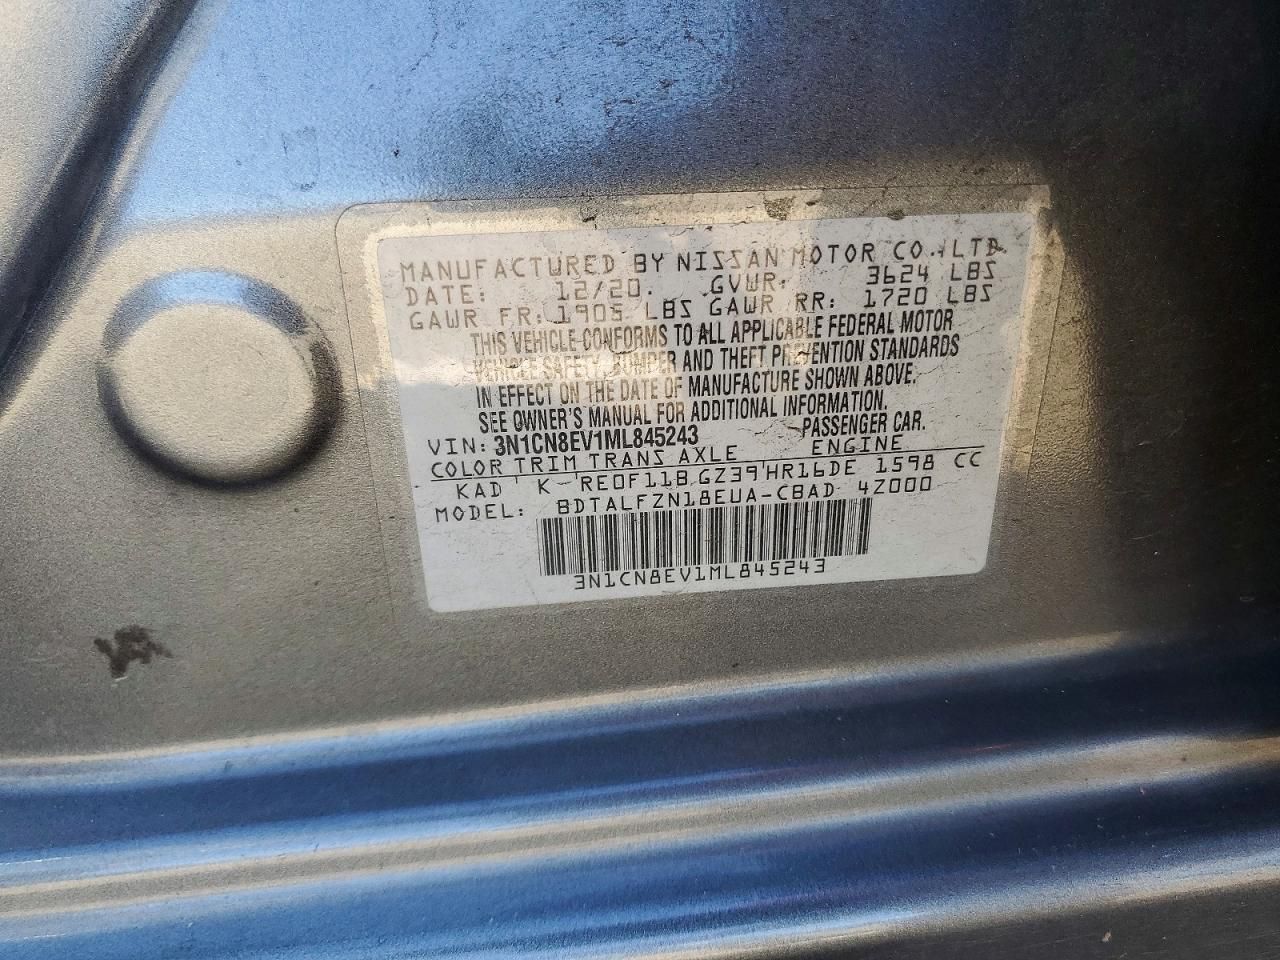 MANUFACTURED BY NISSAN MOTOR CO., LTD.
DATE: 12/20. GVWR: 3624 LBS
GAWR FR: 1905 LBS GAWR RR: 1720 LBS
THIS VEHICLE CONFORMS TO ALL APPLICABLE FEDERAL MOTOR
VEHICLE SAFETY, BUMPER AND THEFT PREVENTION STANDARDS
IN EFFECT ON THE DATE OF MANUFACTURE SHOWN ABOVE.
SEE OWNER'S MANUAL FOR ADDITIONAL INFORMATION.
VIN: 3N1CN8EV1ML845243 PASSENGER CAR.
COLOR TRIM TRANS AXLE ENGINE
KAD K RE0F11B GZ39 HR16DE 1598 CC
MODEL: BDTALFZN18EUA-CBAD 4Z000
3N1CN8EV1ML845243